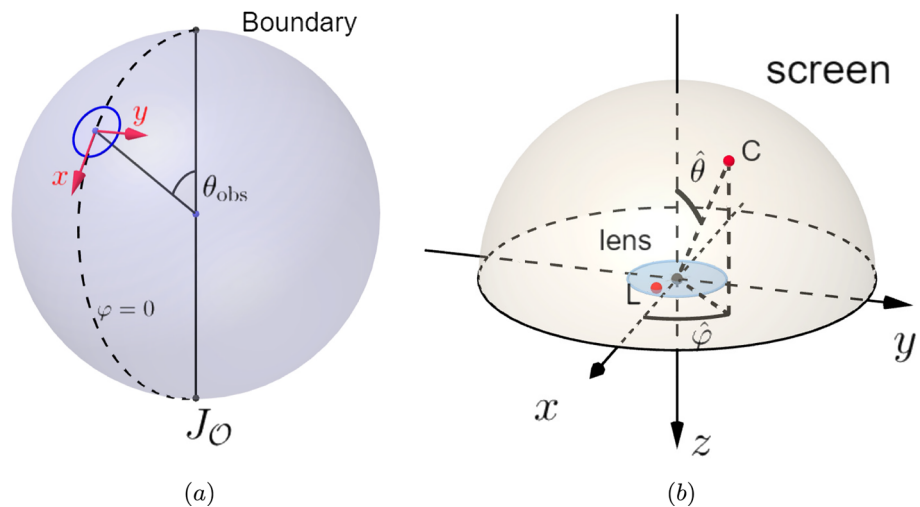 Boundary
y
x
θobs
φ = 0
J𝒪
(a)
screen
C
θ̂
lens
L
φ̂
y
x
z
(b)